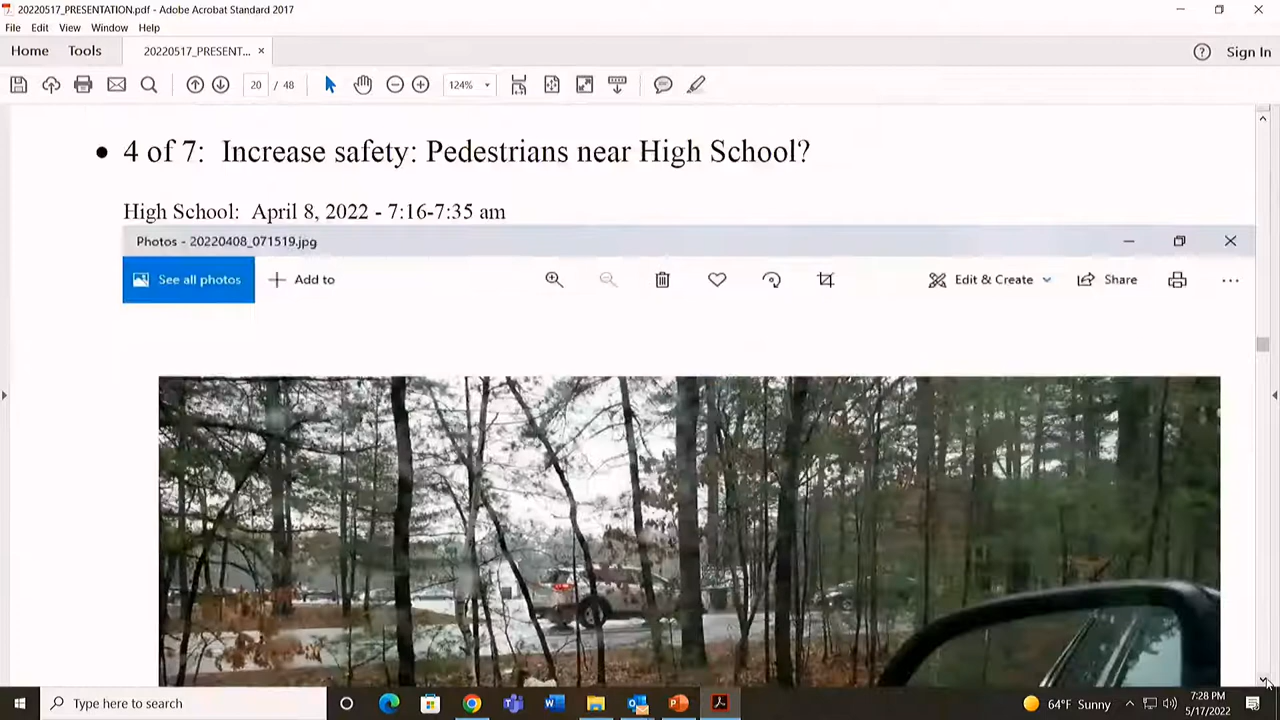 20220517_PRESENTATION.pdf - Adobe Acrobat Standard 2017
File Edit View Window Help
Home Tools 20220517_PRESENT... × Sign In
20 / 48 124%
• 4 of 7: Increase safety: Pedestrians near High School?
High School: April 8, 2022 - 7:16-7:35 am
Photos - 20220408_071519.jpg
See all photos + Add to Edit & Create Share
Type here to search 64°F Sunny 7:28 PM
5/17/2022